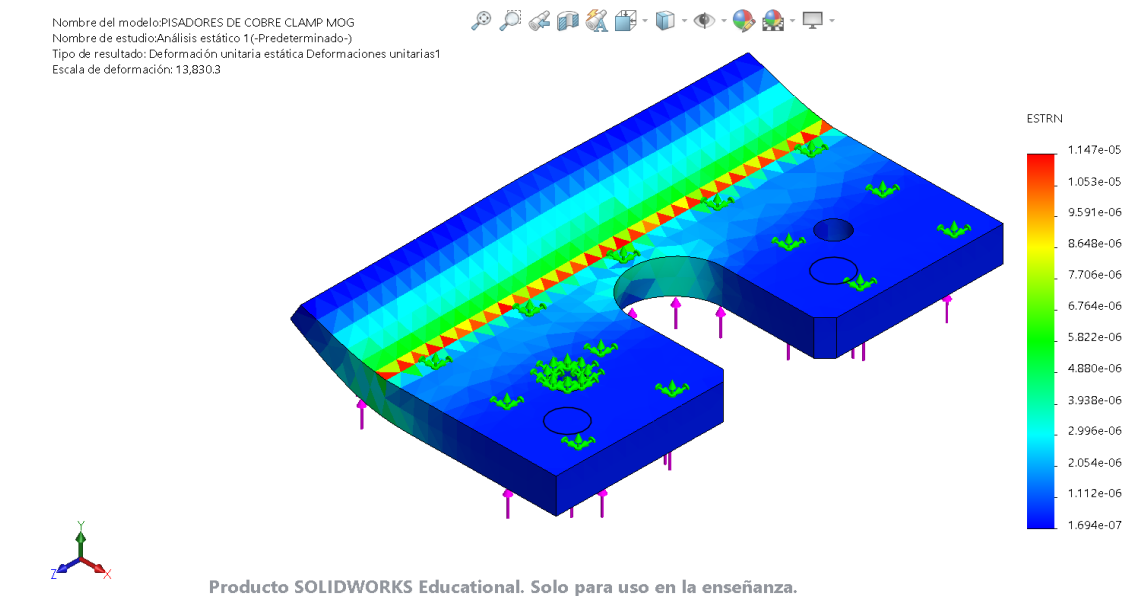 Nombre del modelo:PISADORES DE COBRE CLAMP MOG
Nombre de estudio:Análisis estático 1(-Predeterminado-)
Tipo de resultado: Deformación unitaria estática Deformaciones unitarias1
Escala de deformación: 13,830.3
ESTRN
1.147e-05
1.053e-05
9.591e-06
8.648e-06
7.706e-06
6.764e-06
5.822e-06
4.880e-06
3.938e-06
2.996e-06
2.054e-06
1.112e-06
1.694e-07
Y
Z
X
Producto SOLIDWORKS Educational. Solo para uso en la enseñanza.